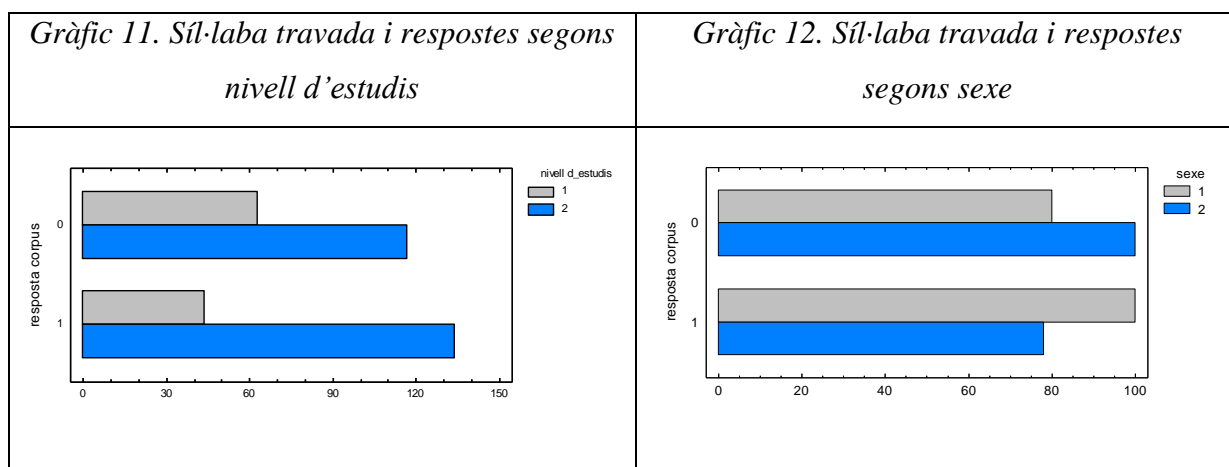 Gràfic 11. Síl·laba travada i respostes segons
nivell d’estudis
Gràfic 12. Síl·laba travada i respostes
segons sexe
nivell d_estudis
1
2
resposta corpus
0
1
0 30 60 90 120 150
sexe
1
2
resposta corpus
0
1
0 20 40 60 80 100